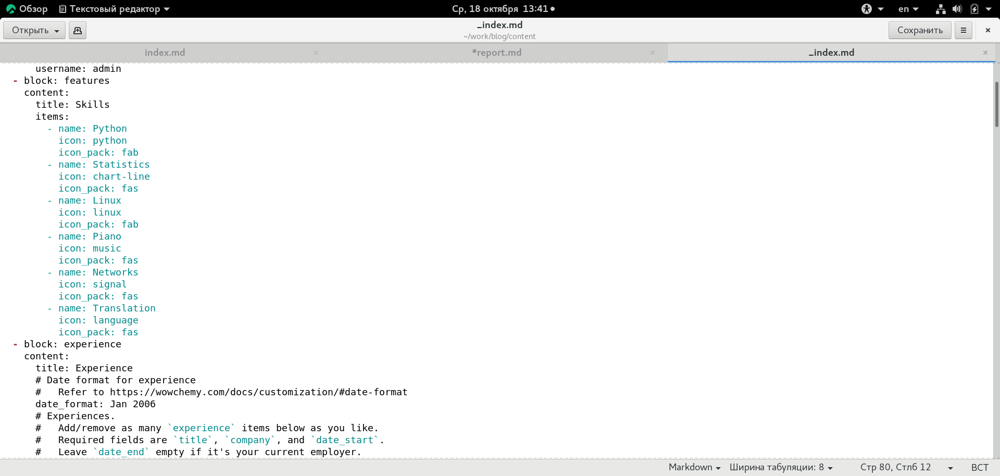 Обзор Текстовый редактор Ср, 18 октября 13:41 en
Открыть _index.md Сохранить
~/work/blog/content
index.md *report.md _index.md
username: admin
- block: features
content:
title: Skills
items:
- name: Python
icon: python
icon_pack: fab
- name: Statistics
icon: chart-line
icon_pack: fas
- name: Linux
icon: linux
icon_pack: fab
- name: Piano
icon: music
icon_pack: fas
- name: Networks
icon: signal
icon_pack: fas
- name: Translation
icon: language
icon_pack: fas
- block: experience
content:
title: Experience
# Date format for experience
#   Refer to https://wowchemy.com/docs/customization/#date-format
date_format: Jan 2006
# Experiences.
#   Add/remove as many `experience` items below as you like.
#   Required fields are `title`, `company`, and `date_start`.
#   Leave `date_end` empty if it's your current employer.
Markdown Ширина табуляции: 8 Стр 80, Стлб 12 ВСТ